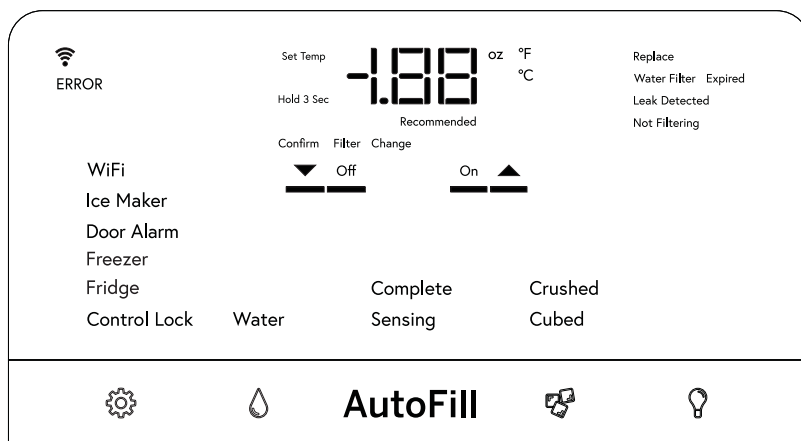 ERROR
Set Temp
-1.88 oz °F
°C
Hold 3 Sec
Recommended
Confirm Filter Change
Off On
Replace
Water Filter Expired
Leak Detected
Not Filtering
WiFi
Ice Maker
Door Alarm
Freezer
Fridge Complete Crushed
Control Lock Water Sensing Cubed
AutoFill